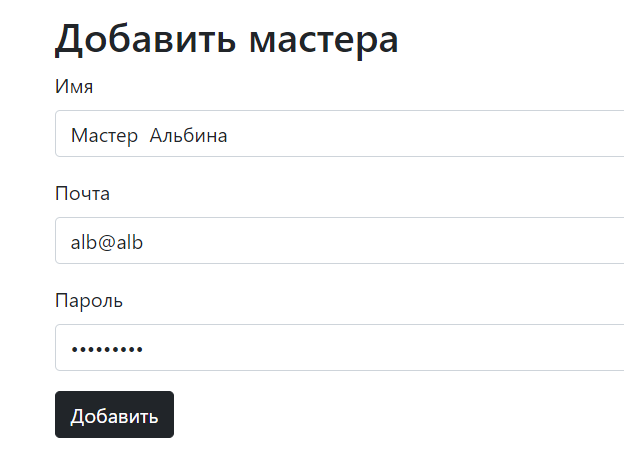 Добавить мастера
Имя
Мастер  Альбина
Почта
alb@alb
Пароль
•••••••••
Добавить